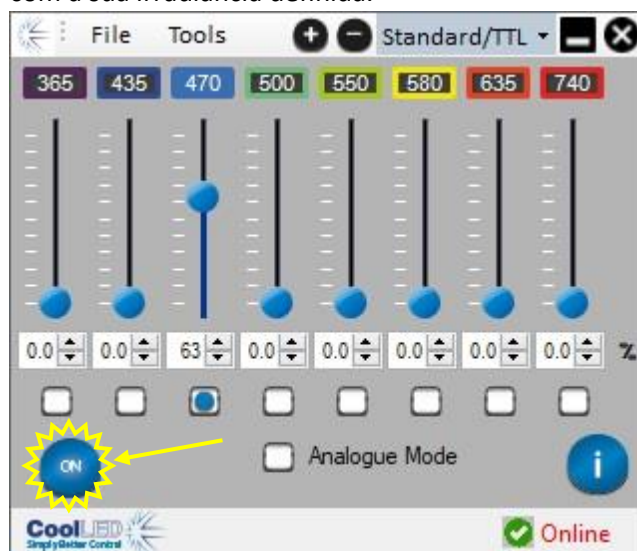 com a sua irradiância definida.
File Tools Standard/TTL
365 435 470 500 550 580 635 740
0.0 0.0 63 0.0 0.0 0.0 0.0 0.0 %
ON Analogue Mode i
CoolLED
Simply Better Control
Online